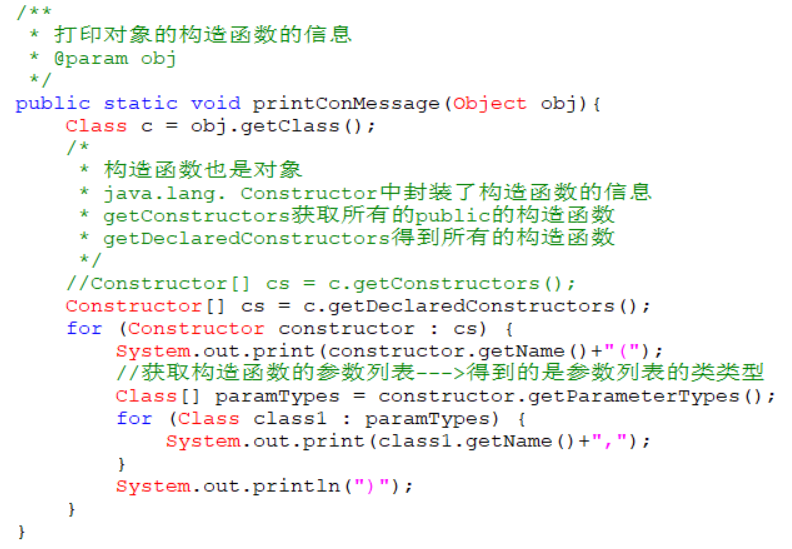 /**
 * 打印对象的构造函数的信息
 * @param obj
 */
public static void printConMessage(Object obj){
    Class c = obj.getClass();
    /*
     * 构造函数也是对象
     * java.lang. Constructor中封装了构造函数的信息
     * getConstructors获取所有的public的构造函数
     * getDeclaredConstructors得到所有的构造函数
     */
    //Constructor[] cs = c.getConstructors();
    Constructor[] cs = c.getDeclaredConstructors();
    for (Constructor constructor : cs) {
        System.out.print(constructor.getName()+"(");
        //获取构造函数的参数列表--->得到的是参数列表的类类型
        Class[] paramTypes = constructor.getParameterTypes();
        for (Class class1 : paramTypes) {
            System.out.print(class1.getName()+",");
        }
        System.out.println(")");
    }
}